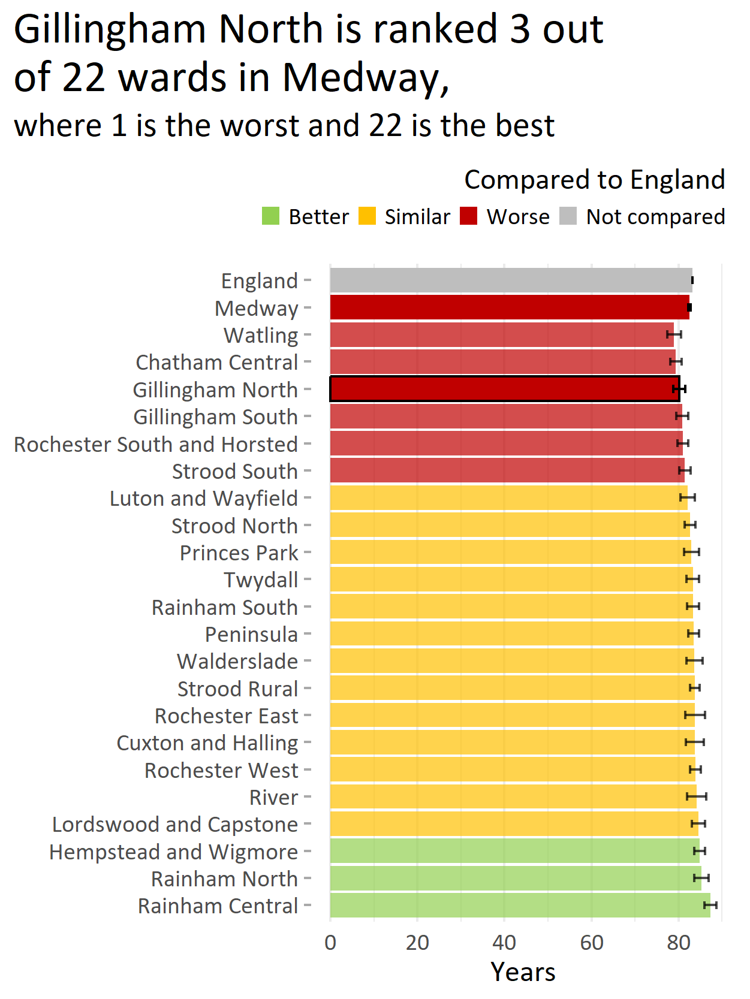 Gillingham North is ranked 3 out
of 22 wards in Medway,
where 1 is the worst and 22 is the best
Compared to England
Better Similar Worse Not compared
England
Medway
Watling
Chatham Central
Gillingham North
Gillingham South
Rochester South and Horsted
Strood South
Luton and Wayfield
Strood North
Princes Park
Twydall
Rainham South
Peninsula
Walderslade
Strood Rural
Rochester East
Cuxton and Halling
Rochester West
River
Lordswood and Capstone
Hempstead and Wigmore
Rainham North
Rainham Central
0 20 40 60 80
Years